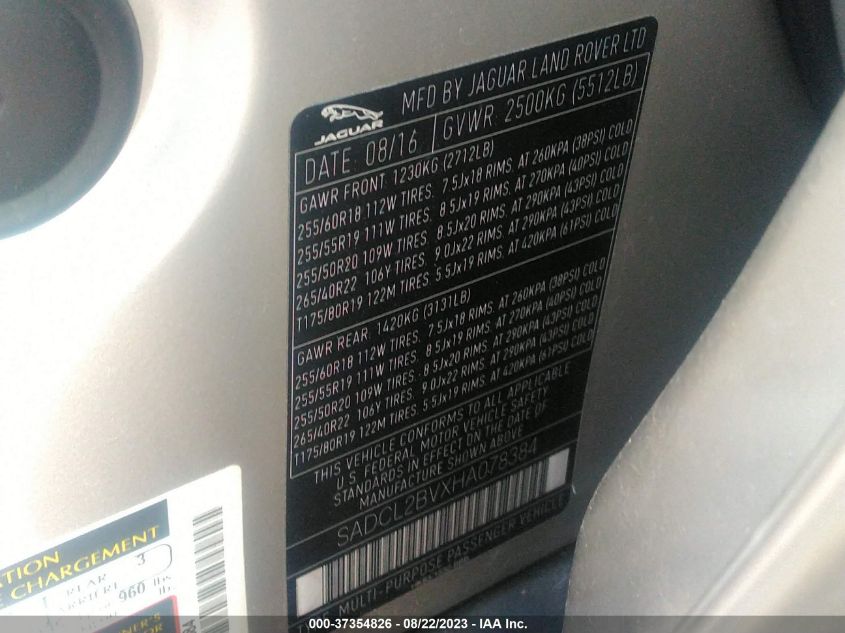 JAGUAR
MFD BY JAGUAR LAND ROVER LTD
DATE: 08/16
GVWR: 2500KG (5512LB)
GAWR FRONT: 1230KG (2712LB)
255/60R18 112W TIRES. 7.5Jx18 RIMS. AT 260KPA (38PSI) COLD
255/55R19 111W TIRES. 8.5Jx19 RIMS. AT 270KPA (40PSI) COLD
255/50R20 109W TIRES. 8.5Jx20 RIMS. AT 290KPA (43PSI) COLD
265/40R22 106Y TIRES. 9.0Jx22 RIMS. AT 290KPA (43PSI) COLD
T175/80R19 122M TIRES. 5.5Jx19 RIMS. AT 420KPA (61PSI) COLD
GAWR REAR: 1420KG (3131LB)
255/60R18 112W TIRES. 7.5Jx18 RIMS. AT 260KPA (38PSI) COLD
255/55R19 111W TIRES. 8.5Jx19 RIMS. AT 270KPA (40PSI) COLD
255/50R20 109W TIRES. 8.5Jx20 RIMS. AT 290KPA (43PSI) COLD
265/40R22 106Y TIRES. 9.0Jx22 RIMS. AT 290KPA (43PSI) COLD
T175/80R19 122M TIRES. 5.5Jx19 RIMS. AT 420KPA (61PSI) COLD
THIS VEHICLE CONFORMS TO ALL APPLICABLE
U.S. FEDERAL MOTOR VEHICLE SAFETY
STANDARDS IN EFFECT ON THE DATE OF
MANUFACTURE SHOWN ABOVE
SADCL2BVXHA078384
TYPE: MULTI-PURPOSE PASSENGER VEHICLE
CHARGEMENT
REAR 3
ARRIERE
960 lbs
000-37354826 - 08/22/2023 - IAA Inc.